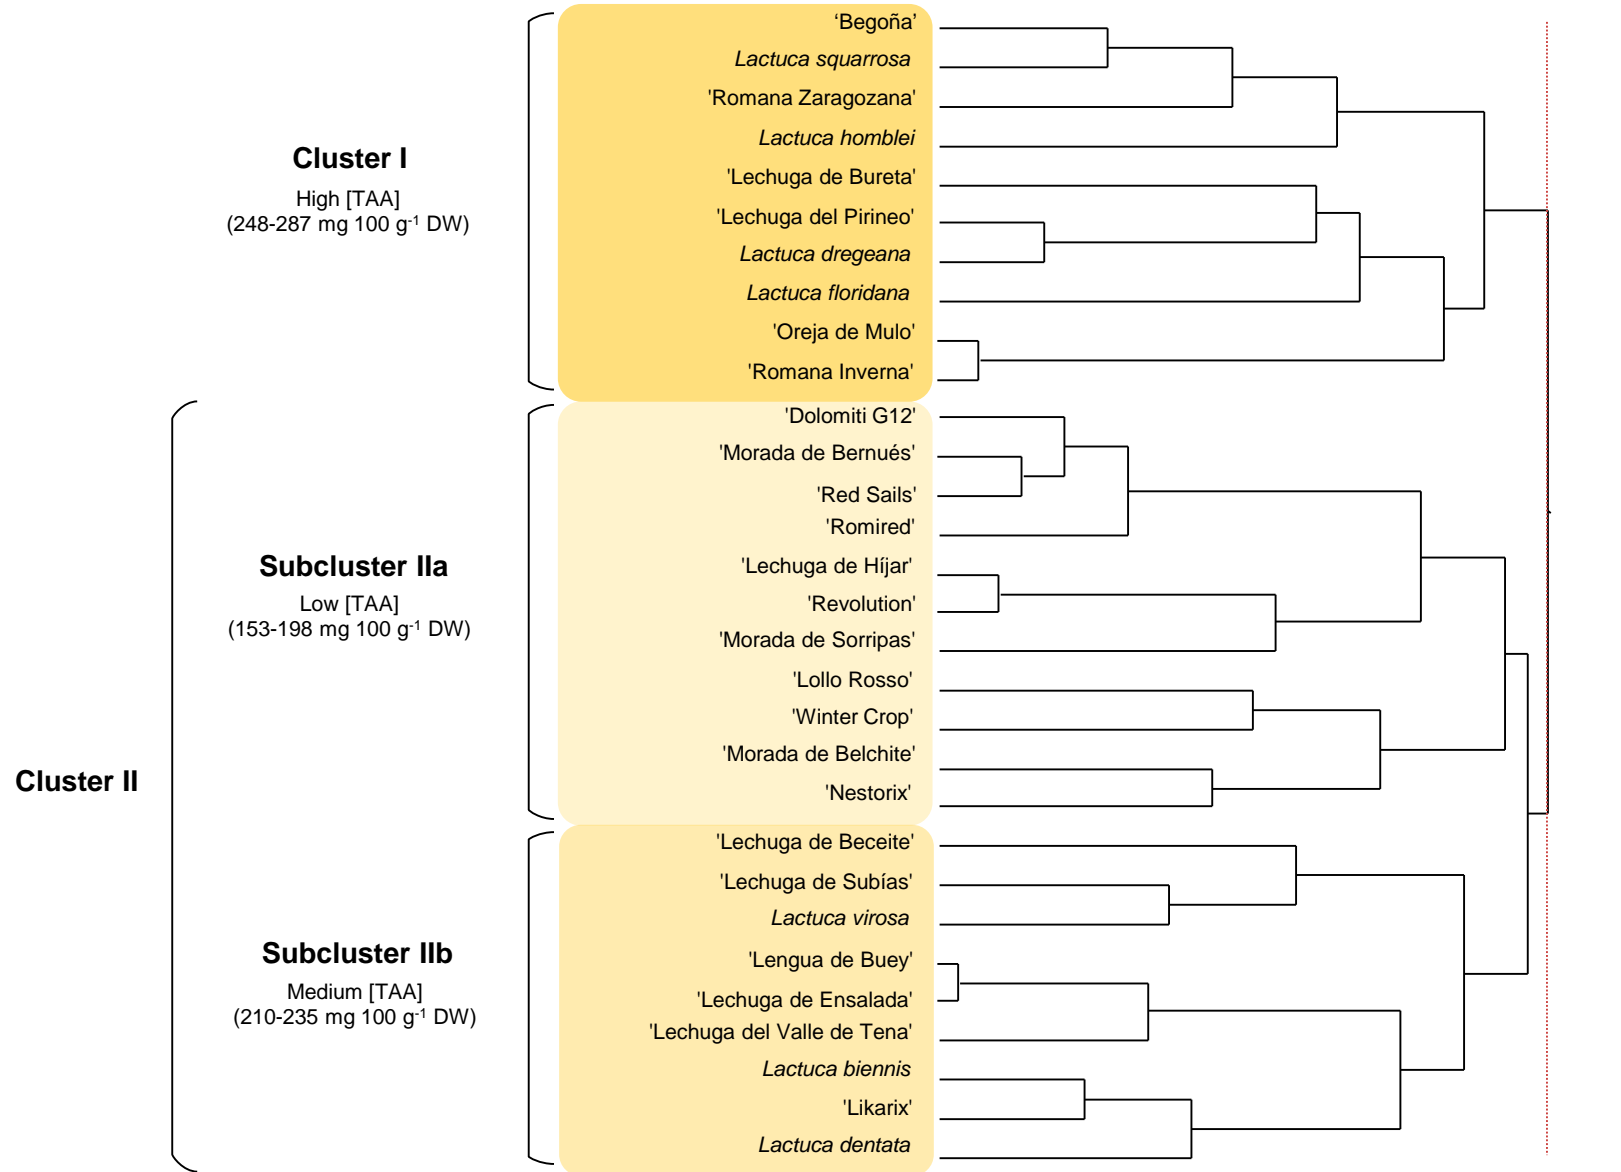 Cluster I
High [TAA]
(248-287 mg 100 g-1 DW)
‘Begoña’
Lactuca squarrosa
'Romana Zaragozana'
Lactuca homblei
'Lechuga de Bureta'
'Lechuga del Pirineo'
Lactuca dregeana
Lactuca floridana
'Oreja de Mulo'
'Romana Inverna'
Cluster II
Subcluster IIa
Low [TAA]
(153-198 mg 100 g-1 DW)
'Dolomiti G12'
'Morada de Bernués'
'Red Sails'
'Romired'
'Lechuga de Híjar'
'Revolution'
'Morada de Sorripas'
'Lollo Rosso'
'Winter Crop'
'Morada de Belchite'
'Nestorix'
Subcluster IIb
Medium [TAA]
(210-235 mg 100 g-1 DW)
'Lechuga de Beceite'
'Lechuga de Subías'
Lactuca virosa
'Lengua de Buey'
'Lechuga de Ensalada'
'Lechuga del Valle de Tena'
Lactuca biennis
'Likarix'
Lactuca dentata